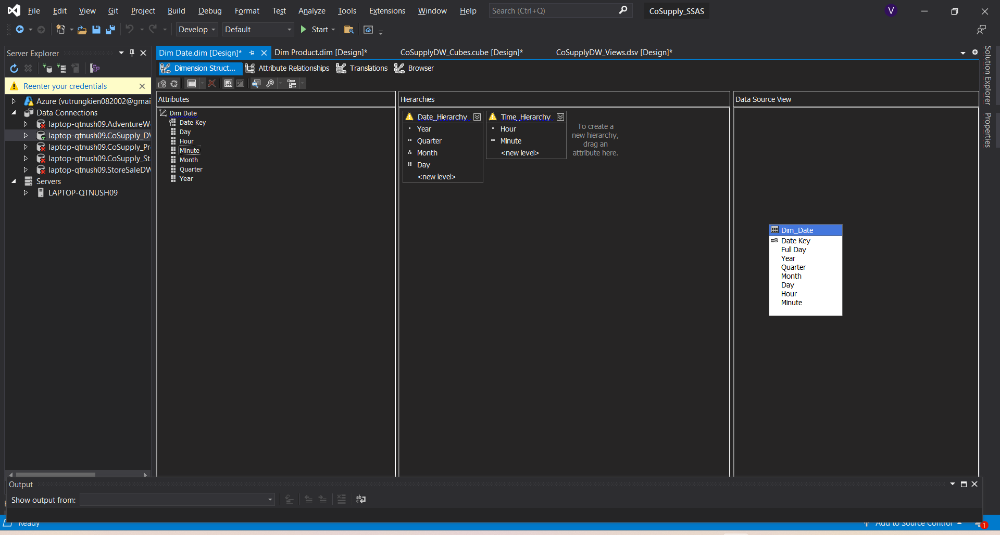 File Edit View Git Project Build Debug Format Test Analyze Tools Extensions Window Help Search (Ctrl+Q) CoSupply_SSAS V
Develop Default Start
Server Explorer
Dim Date.dim [Design]* Dim Product.dim [Design]* CoSupplyDW_Cubes.cube [Design]* CoSupplyDW_Views.dsv [Design]*
Dimension Struct... Attribute Relationships Translations Browser
Reenter your credentials
Azure (vutrungkien082002@gmai
Data Connections
laptop-qtnush09.AdventureW
laptop-qtnush09.CoSupply_DW
laptop-qtnush09.CoSupply_Pr
laptop-qtnush09.CoSupply_St
laptop-qtnush09.StoreSaleDW
Servers
LAPTOP-QTNUSH09
Attributes
Dim Date
Date Key
Day
Hour
Minute
Month
Quarter
Year
Hierarchies
Date_Hierarchy
Year
Quarter
Month
Day
<new level>
Time_Hierarchy
Hour
Minute
<new level>
To create a
new hierarchy,
drag an
attribute here.
Data Source View
Dim_Date
Date Key
Full Day
Year
Quarter
Month
Day
Hour
Minute
Solution Explorer
Properties
Output
Show output from:
Ready
Add to Source Control
1